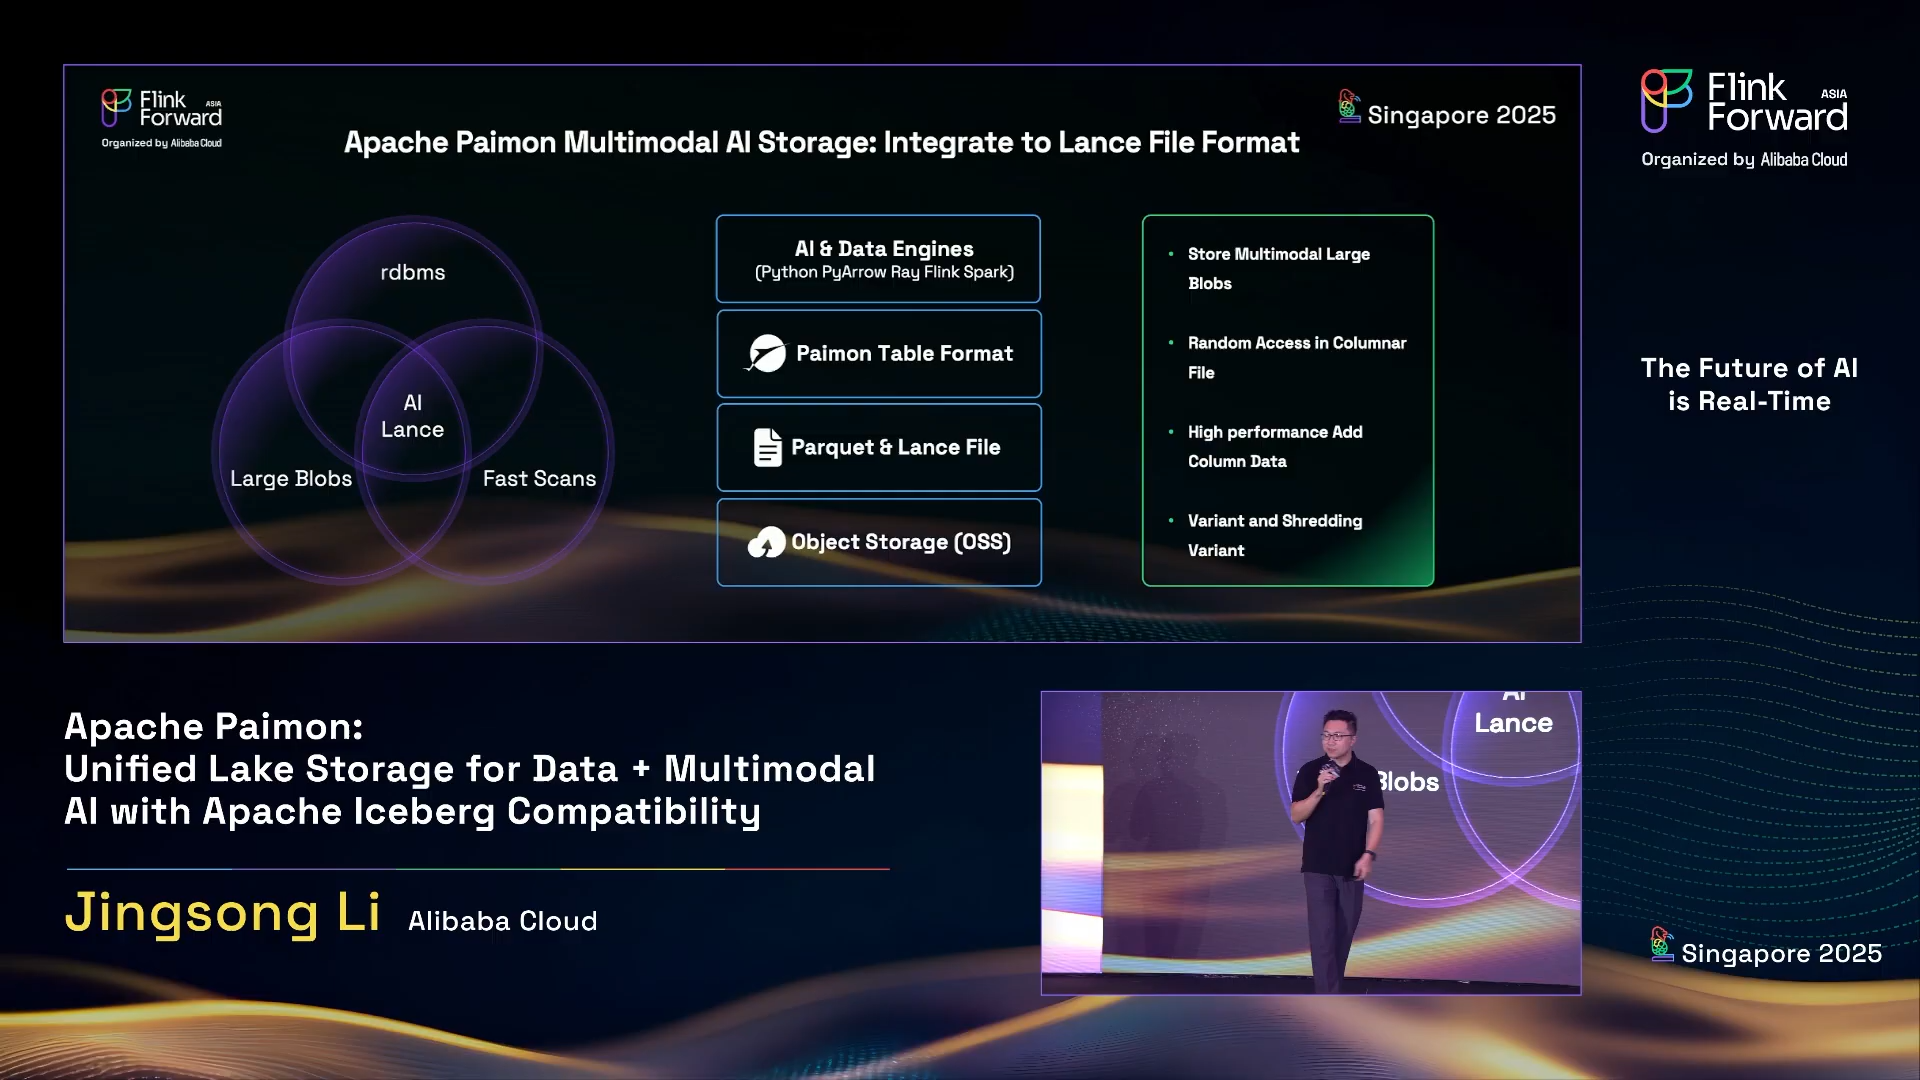 Flink
Forward
ASIA
Organized by Alibaba Cloud
Singapore 2025
Apache Paimon Multimodal AI Storage: Integrate to Lance File Format
rdbms
AI
Lance
Large Blobs
Fast Scans
AI & Data Engines
(Python PyArrow Ray Flink Spark)
Paimon Table Format
Parquet & Lance File
Object Storage (OSS)
• Store Multimodal Large
Blobs
• Random Access in Columnar
File
• High performance Add
Column Data
• Variant and Shredding
Variant
Flink
Forward
ASIA
Organized by Alibaba Cloud
The Future of AI
is Real-Time
Apache Paimon:
Unified Lake Storage for Data + Multimodal
AI with Apache Iceberg Compatibility
Jingsong Li Alibaba Cloud
AI
Lance
Blobs
Singapore 2025